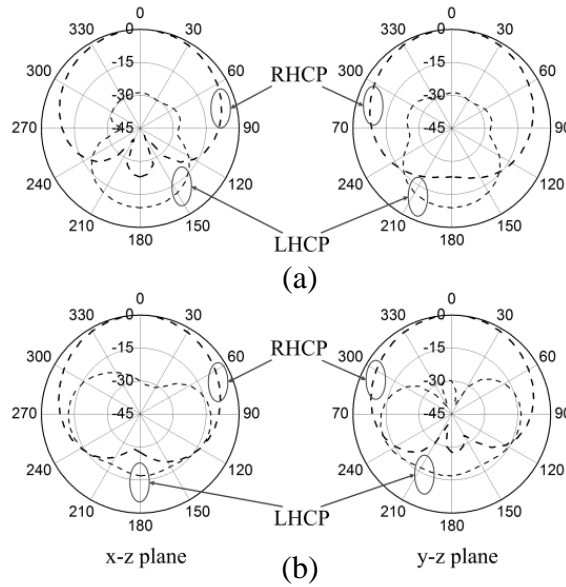 0 0
330 0 30 330 0 30
300 -15 60 RHCP 300 -15 60
-30 -30
270 -45 90 70 -45 90
240 120 240 120
210 150 210 150
180 LHCP 180
(a)
0 0
330 0 30 330 0 30
300 -15 60 RHCP 300 -15 60
-30 -30
270 -45 90 70 -45 90
240 120 240 120
210 150 210 150
180 LHCP 180
x-z plane (b) y-z plane